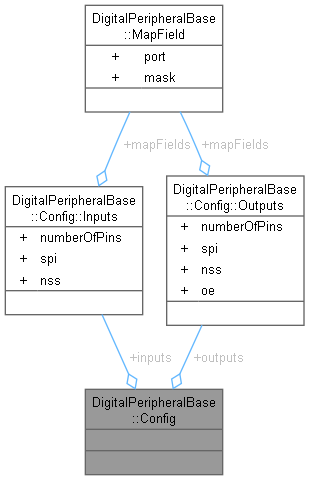 DigitalPeripheralBase
::MapField
+ port
+ mask
+mapFields
+mapFields
DigitalPeripheralBase
::Config::Inputs
+ numberOfPins
+ spi
+ nss
DigitalPeripheralBase
::Config::Outputs
+ numberOfPins
+ spi
+ nss
+ oe
+inputs
+outputs
DigitalPeripheralBase
::Config